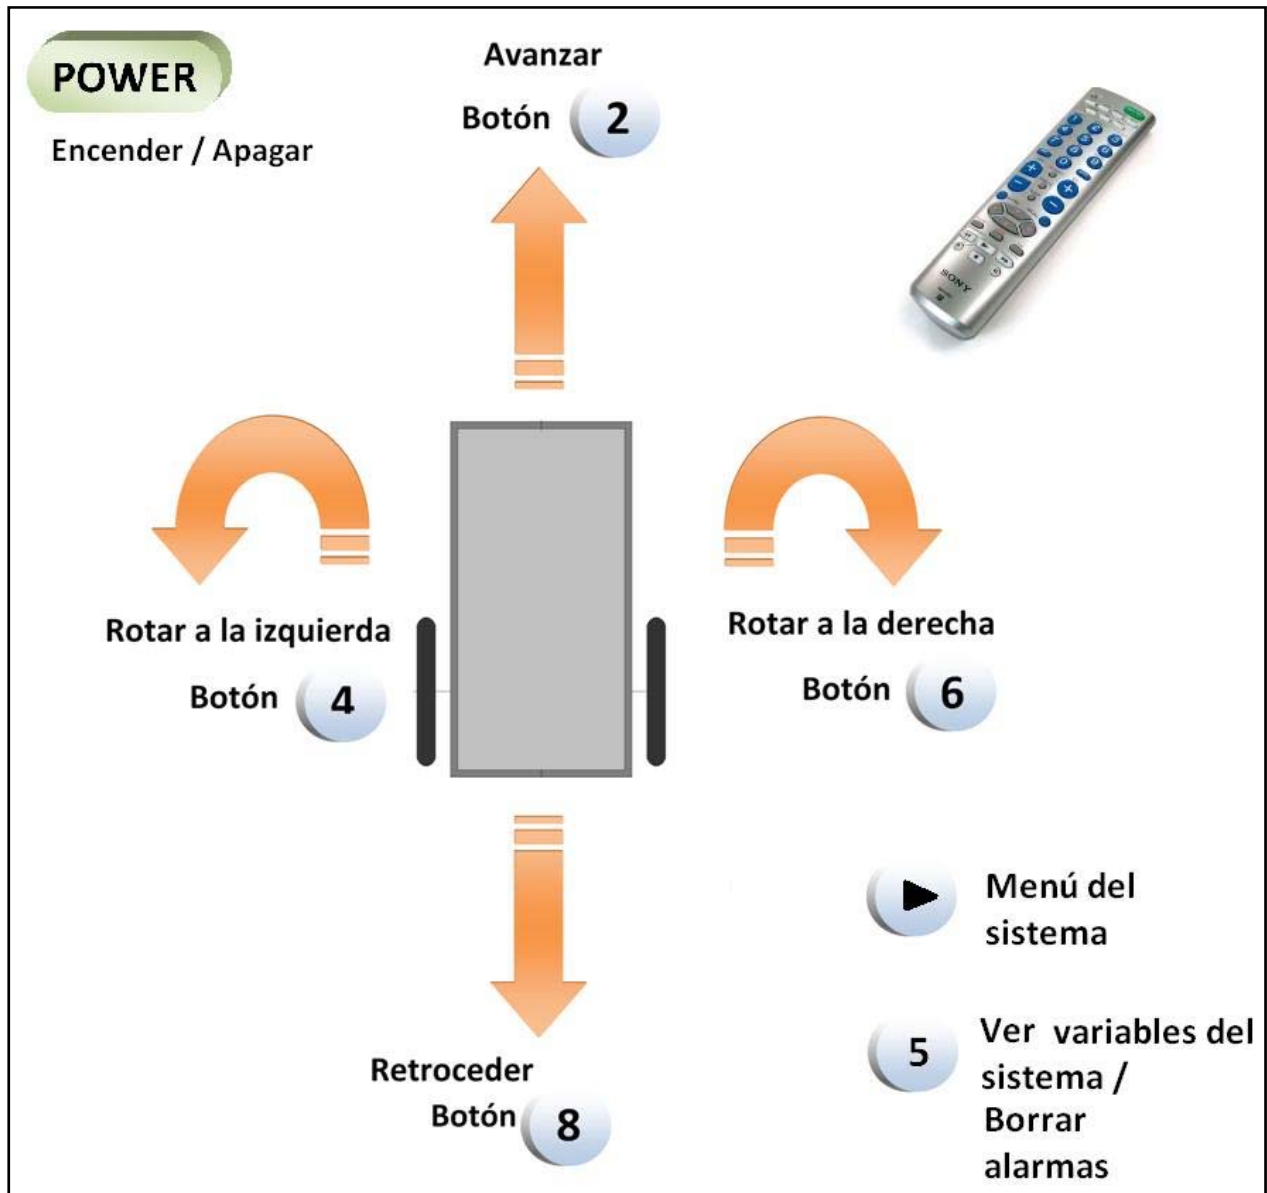 POWER
Encender / Apagar
Avanzar
Botón 2
SONY
Rotar a la izquierda
Botón 4
Rotar a la derecha
Botón 6
Menú del
sistema
Retroceder
Botón 8
5 Ver variables del
sistema /
Borrar
alarmas